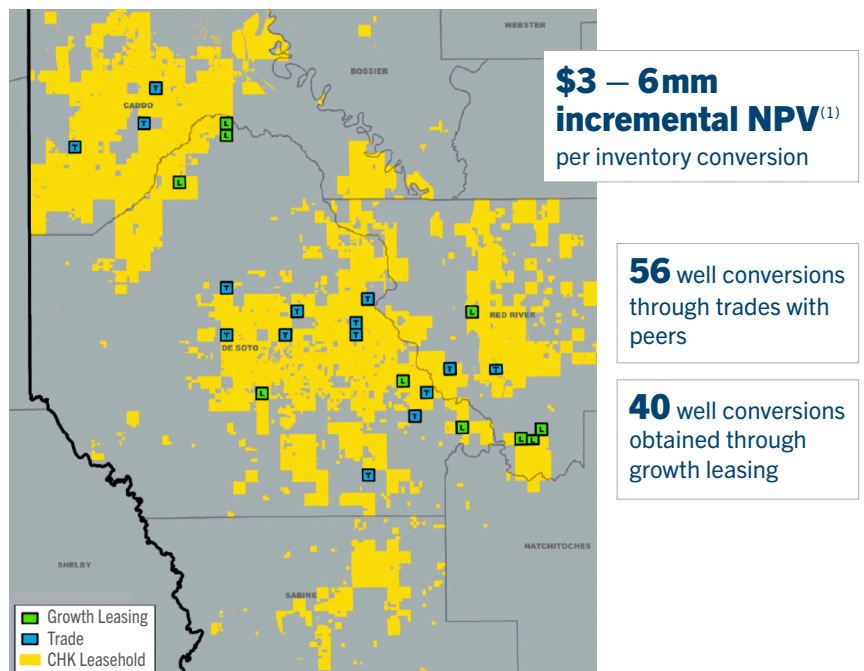 WEBSTER
BOSSIER
CADDO
T
T
T
L
L
L
$3 – 6mm
incremental NPV(1)
per inventory conversion
T
T
T
T
T
T
T
L
RED RIVER
DE SOTO
56 well conversions
through trades with
peers
T
T
L
L
T
T
L
L
L
L
T
40 well conversions
obtained through
growth leasing
NATCHITOCHES
SHELBY
SABINE
L Growth Leasing
T Trade
CHK Leasehold